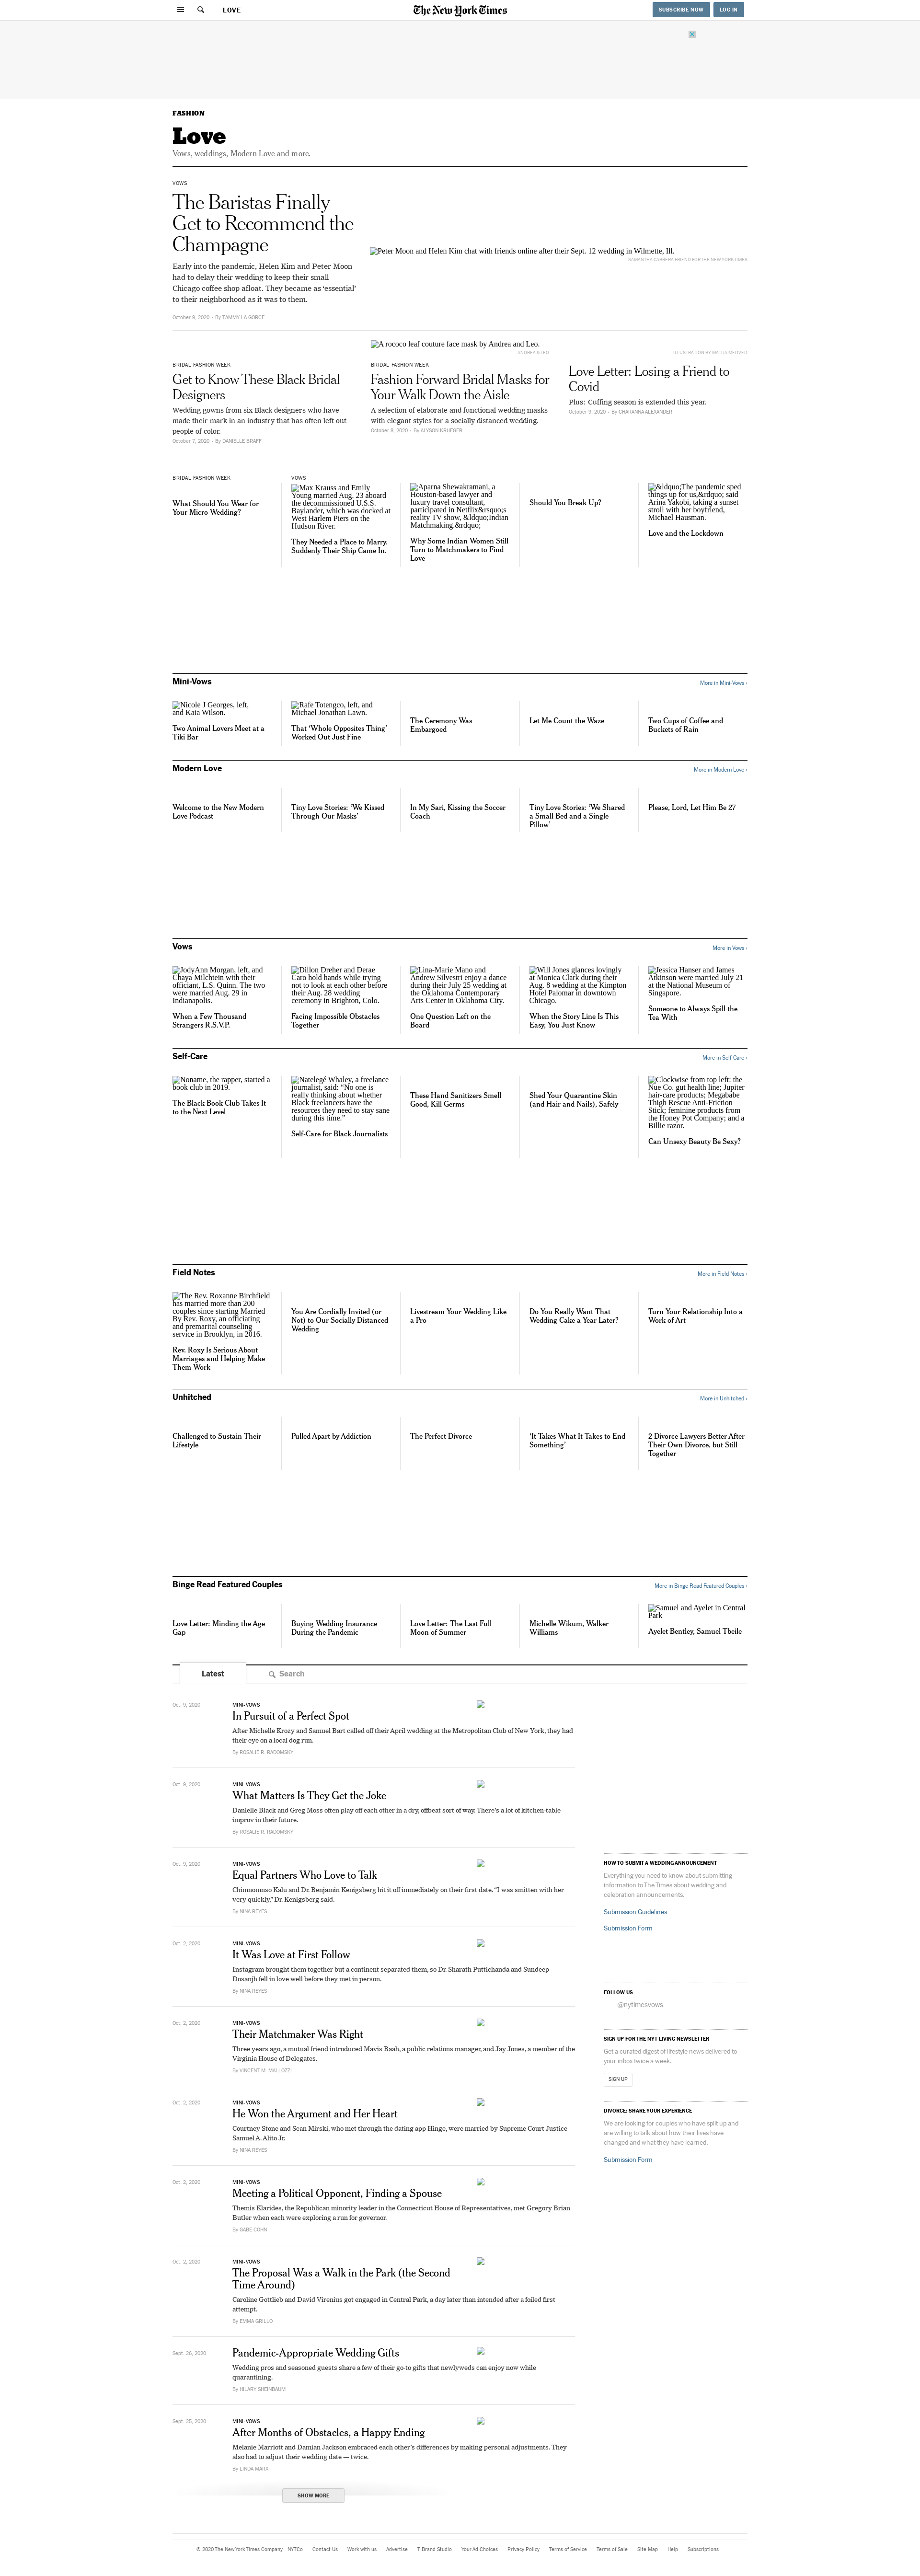 LOVE
The New York Times
SUBSCRIBE NOW
LOG IN
FASHION
Love
Vows, weddings, Modern Love and more.
VOWS
The Baristas Finally
Get to Recommend the
Champagne
Early into the pandemic, Helen Kim and Peter Moon
had to delay their wedding to keep their small
Chicago coffee shop afloat. They became as ‘essential’
to their neighborhood as it was to them.
October 9, 2020 - By TAMMY LA GORCE
Peter Moon and Helen Kim chat with friends online after their Sept. 12 wedding in Wilmette, Ill.
SAMANTHA CABRERA FRIEND FOR THE NEW YORK TIMES
BRIDAL FASHION WEEK
Get to Know These Black Bridal
Designers
Wedding gowns from six Black designers who have
made their mark in an industry that has often left out
people of color.
October 7, 2020 - By DANIELLE BRAFF
A rococo leaf couture face mask by Andrea and Leo.
ANDREA & LEO
BRIDAL FASHION WEEK
Fashion Forward Bridal Masks for
Your Walk Down the Aisle
A selection of elaborate and functional wedding masks
with elegant styles for a socially distanced wedding.
October 8, 2020 - By ALYSON KRUEGER
ILLUSTRATION BY MATIJA MEDVED
Love Letter: Losing a Friend to
Covid
Plus: Cuffing season is extended this year.
October 9, 2020 - By CHARANNA ALEXANDER
BRIDAL FASHION WEEK
What Should You Wear for
Your Micro Wedding?
VOWS
Max Krauss and Emily
Young married Aug. 23 aboard
the decommissioned U.S.S.
Baylander, which was docked at
West Harlem Piers on the
Hudson River.
They Needed a Place to Marry.
Suddenly Their Ship Came In.
Aparna Shewakramani, a
Houston-based lawyer and
luxury travel consultant,
participated in Netflix&rsquo;s
reality TV show, &ldquo;Indian
Matchmaking.&rdquo;
Why Some Indian Women Still
Turn to Matchmakers to Find
Love
Should You Break Up?
&ldquo;The pandemic sped
things up for us,&rdquo; said
Arina Yakobi, taking a sunset
stroll with her boyfriend,
Michael Hausman.
Love and the Lockdown
Mini-Vows
More in Mini-Vows ›
Nicole J Georges, left,
and Kaia Wilson.
Two Animal Lovers Meet at a
Tiki Bar
Rafe Totengco, left, and
Michael Jonathan Lawn.
That ‘Whole Opposites Thing’
Worked Out Just Fine
The Ceremony Was
Embargoed
Let Me Count the Waze
Two Cups of Coffee and
Buckets of Rain
Modern Love
More in Modern Love ›
Welcome to the New Modern
Love Podcast
Tiny Love Stories: ‘We Kissed
Through Our Masks’
In My Sari, Kissing the Soccer
Coach
Tiny Love Stories: ‘We Shared
a Small Bed and a Single
Pillow’
Please, Lord, Let Him Be 27
Vows
More in Vows ›
JodyAnn Morgan, left, and
Chaya Milchtein with their
officiant, L.S. Quinn. The two
were married Aug. 29 in
Indianapolis.
When a Few Thousand
Strangers R.S.V.P.
Dillon Dreher and Derae
Caro hold hands while trying
not to look at each other before
their Aug. 28 wedding
ceremony in Brighton, Colo.
Facing Impossible Obstacles
Together
Lina-Marie Mano and
Andrew Silvestri enjoy a dance
during their July 25 wedding at
the Oklahoma Contemporary
Arts Center in Oklahoma City.
One Question Left on the
Board
Will Jones glances lovingly
at Monica Clark during their
Aug. 8 wedding at the Kimpton
Hotel Palomar in downtown
Chicago.
When the Story Line Is This
Easy, You Just Know
Jessica Hanser and James
Atkinson were married July 21
at the National Museum of
Singapore.
Someone to Always Spill the
Tea With
Self-Care
More in Self-Care ›
Noname, the rapper, started a
book club in 2019.
The Black Book Club Takes It
to the Next Level
Natelegé Whaley, a freelance
journalist, said: “No one is
really thinking about whether
Black freelancers have the
resources they need to stay sane
during this time.”
Self-Care for Black Journalists
These Hand Sanitizers Smell
Good, Kill Germs
Shed Your Quarantine Skin
(and Hair and Nails), Safely
Clockwise from top left: the
Nue Co. gut health line; Jupiter
hair-care products; Megababe
Thigh Rescue Anti-Friction
Stick; feminine products from
the Honey Pot Company; and a
Billie razor.
Can Unsexy Beauty Be Sexy?
Field Notes
More in Field Notes ›
The Rev. Roxanne Birchfield
has married more than 200
couples since starting Married
By Rev. Roxy, an officiating
and premarital counseling
service in Brooklyn, in 2016.
Rev. Roxy Is Serious About
Marriages and Helping Make
Them Work
You Are Cordially Invited (or
Not) to Our Socially Distanced
Wedding
Livestream Your Wedding Like
a Pro
Do You Really Want That
Wedding Cake a Year Later?
Turn Your Relationship Into a
Work of Art
Unhitched
More in Unhitched ›
Challenged to Sustain Their
Lifestyle
Pulled Apart by Addiction
The Perfect Divorce
‘It Takes What It Takes to End
Something’
2 Divorce Lawyers Better After
Their Own Divorce, but Still
Together
Binge Read Featured Couples
More in Binge Read Featured Couples ›
Love Letter: Minding the Age
Gap
Buying Wedding Insurance
During the Pandemic
Love Letter: The Last Full
Moon of Summer
Michelle Wikum, Walker
Williams
Samuel and Ayelet in Central
Park
Ayelet Bentley, Samuel Tbeile
Latest
Search
Oct. 9, 2020
MINI-VOWS
In Pursuit of a Perfect Spot
After Michelle Krozy and Samuel Bart called off their April wedding at the Metropolitan Club of New York, they had
their eye on a local dog run.
By ROSALIE R. RADOMSKY
Oct. 9, 2020
MINI-VOWS
What Matters Is They Get the Joke
Danielle Black and Greg Moss often play off each other in a dry, offbeat sort of way. There's a lot of kitchen-table
improv in their future.
By ROSALIE R. RADOMSKY
Oct. 9, 2020
MINI-VOWS
Equal Partners Who Love to Talk
Chimnomnso Kalu and Dr. Benjamin Kenigsberg hit it off immediately on their first date. “I was smitten with her
very quickly,” Dr. Kenigsberg said.
By NINA REYES
Oct. 2, 2020
MINI-VOWS
It Was Love at First Follow
Instagram brought them together but a continent separated them, so Dr. Sharath Puttichanda and Sundeep
Dosanjh fell in love well before they met in person.
By NINA REYES
Oct. 2, 2020
MINI-VOWS
Their Matchmaker Was Right
Three years ago, a mutual friend introduced Mavis Baah, a public relations manager, and Jay Jones, a member of the
Virginia House of Delegates.
By VINCENT M. MALLOZZI
Oct. 2, 2020
MINI-VOWS
He Won the Argument and Her Heart
Courtney Stone and Sean Mirski, who met through the dating app Hinge, were married by Supreme Court Justice
Samuel A. Alito Jr.
By NINA REYES
Oct. 2, 2020
MINI-VOWS
Meeting a Political Opponent, Finding a Spouse
Themis Klarides, the Republican minority leader in the Connecticut House of Representatives, met Gregory Brian
Butler when each were exploring a run for governor.
By GABE COHN
Oct. 2, 2020
MINI-VOWS
The Proposal Was a Walk in the Park (the Second
Time Around)
Caroline Gottlieb and David Virenius got engaged in Central Park, a day later than intended after a foiled first
attempt.
By EMMA GRILLO
Sept. 26, 2020
Pandemic-Appropriate Wedding Gifts
Wedding pros and seasoned guests share a few of their go-to gifts that newlyweds can enjoy now while
quarantining.
By HILARY SHEINBAUM
Sept. 25, 2020
MINI-VOWS
After Months of Obstacles, a Happy Ending
Melanie Marriott and Damian Jackson embraced each other's differences by making personal adjustments. They
also had to adjust their wedding date — twice.
By LINDA MARX
SHOW MORE
HOW TO SUBMIT A WEDDING ANNOUNCEMENT
Everything you need to know about submitting
information to The Times about wedding and
celebration announcements.
Submission Guidelines
Submission Form
FOLLOW US
@nytimesvows
SIGN UP FOR THE NYT LIVING NEWSLETTER
Get a curated digest of lifestyle news delivered to
your inbox twice a week.
SIGN UP
DIVORCE: SHARE YOUR EXPERIENCE
We are looking for couples who have split up and
are willing to talk about how their lives have
changed and what they have learned.
Submission Form
© 2020 The New York Times Company NYTCo Contact Us Work with us Advertise T Brand Studio Your Ad Choices Privacy Policy Terms of Service Terms of Sale Site Map Help Subscriptions